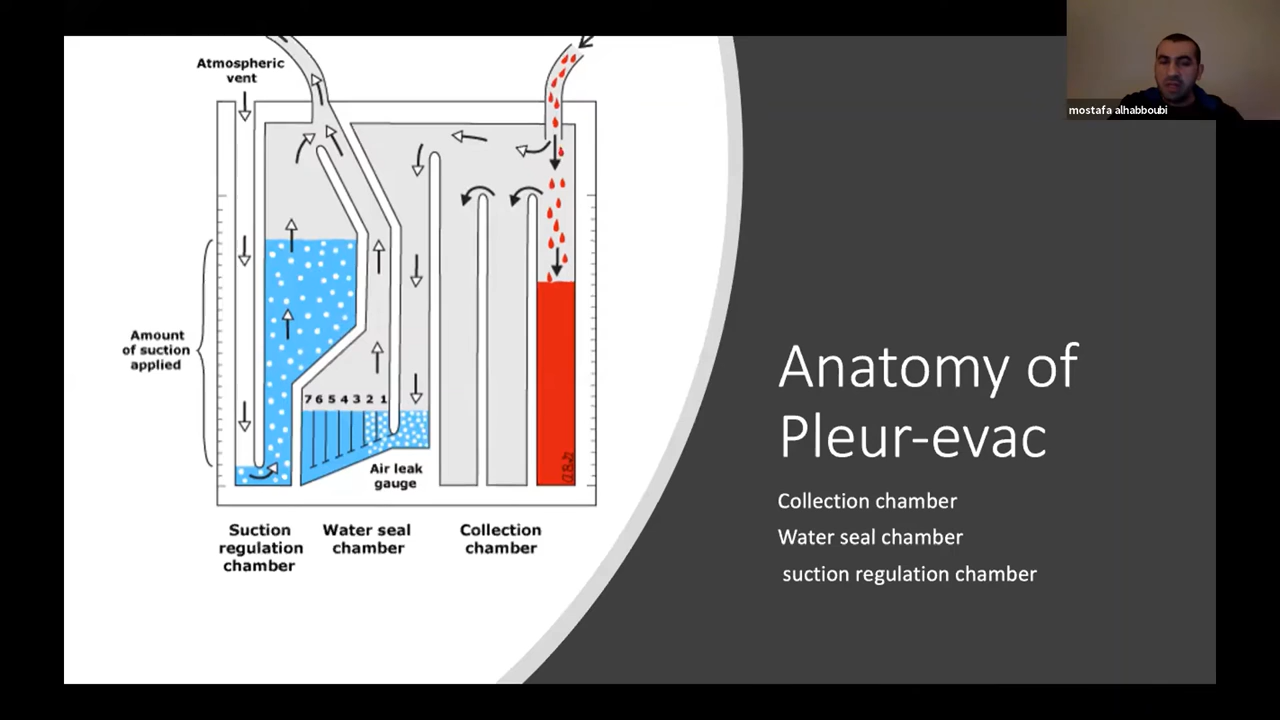 mostafa alhabboubi
Atmospheric
vent
Amount
of suction
applied
7 6 5 4 3 2 1
Air leak
gauge
Suction
regulation
chamber
Water seal
chamber
Collection
chamber
Anatomy of
Pleur-evac
Collection chamber
Water seal chamber
suction regulation chamber